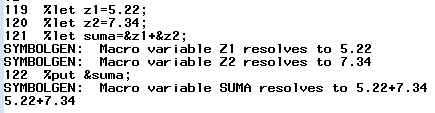 119  %let z1=5.22;
120  %let z2=7.34;
121  %let suma=&z1+&z2;
SYMBOLGEN:  Macro variable Z1 resolves to 5.22
SYMBOLGEN:  Macro variable Z2 resolves to 7.34
122  %put &suma;
SYMBOLGEN:  Macro variable SUMA resolves to 5.22+7.34
5.22+7.34